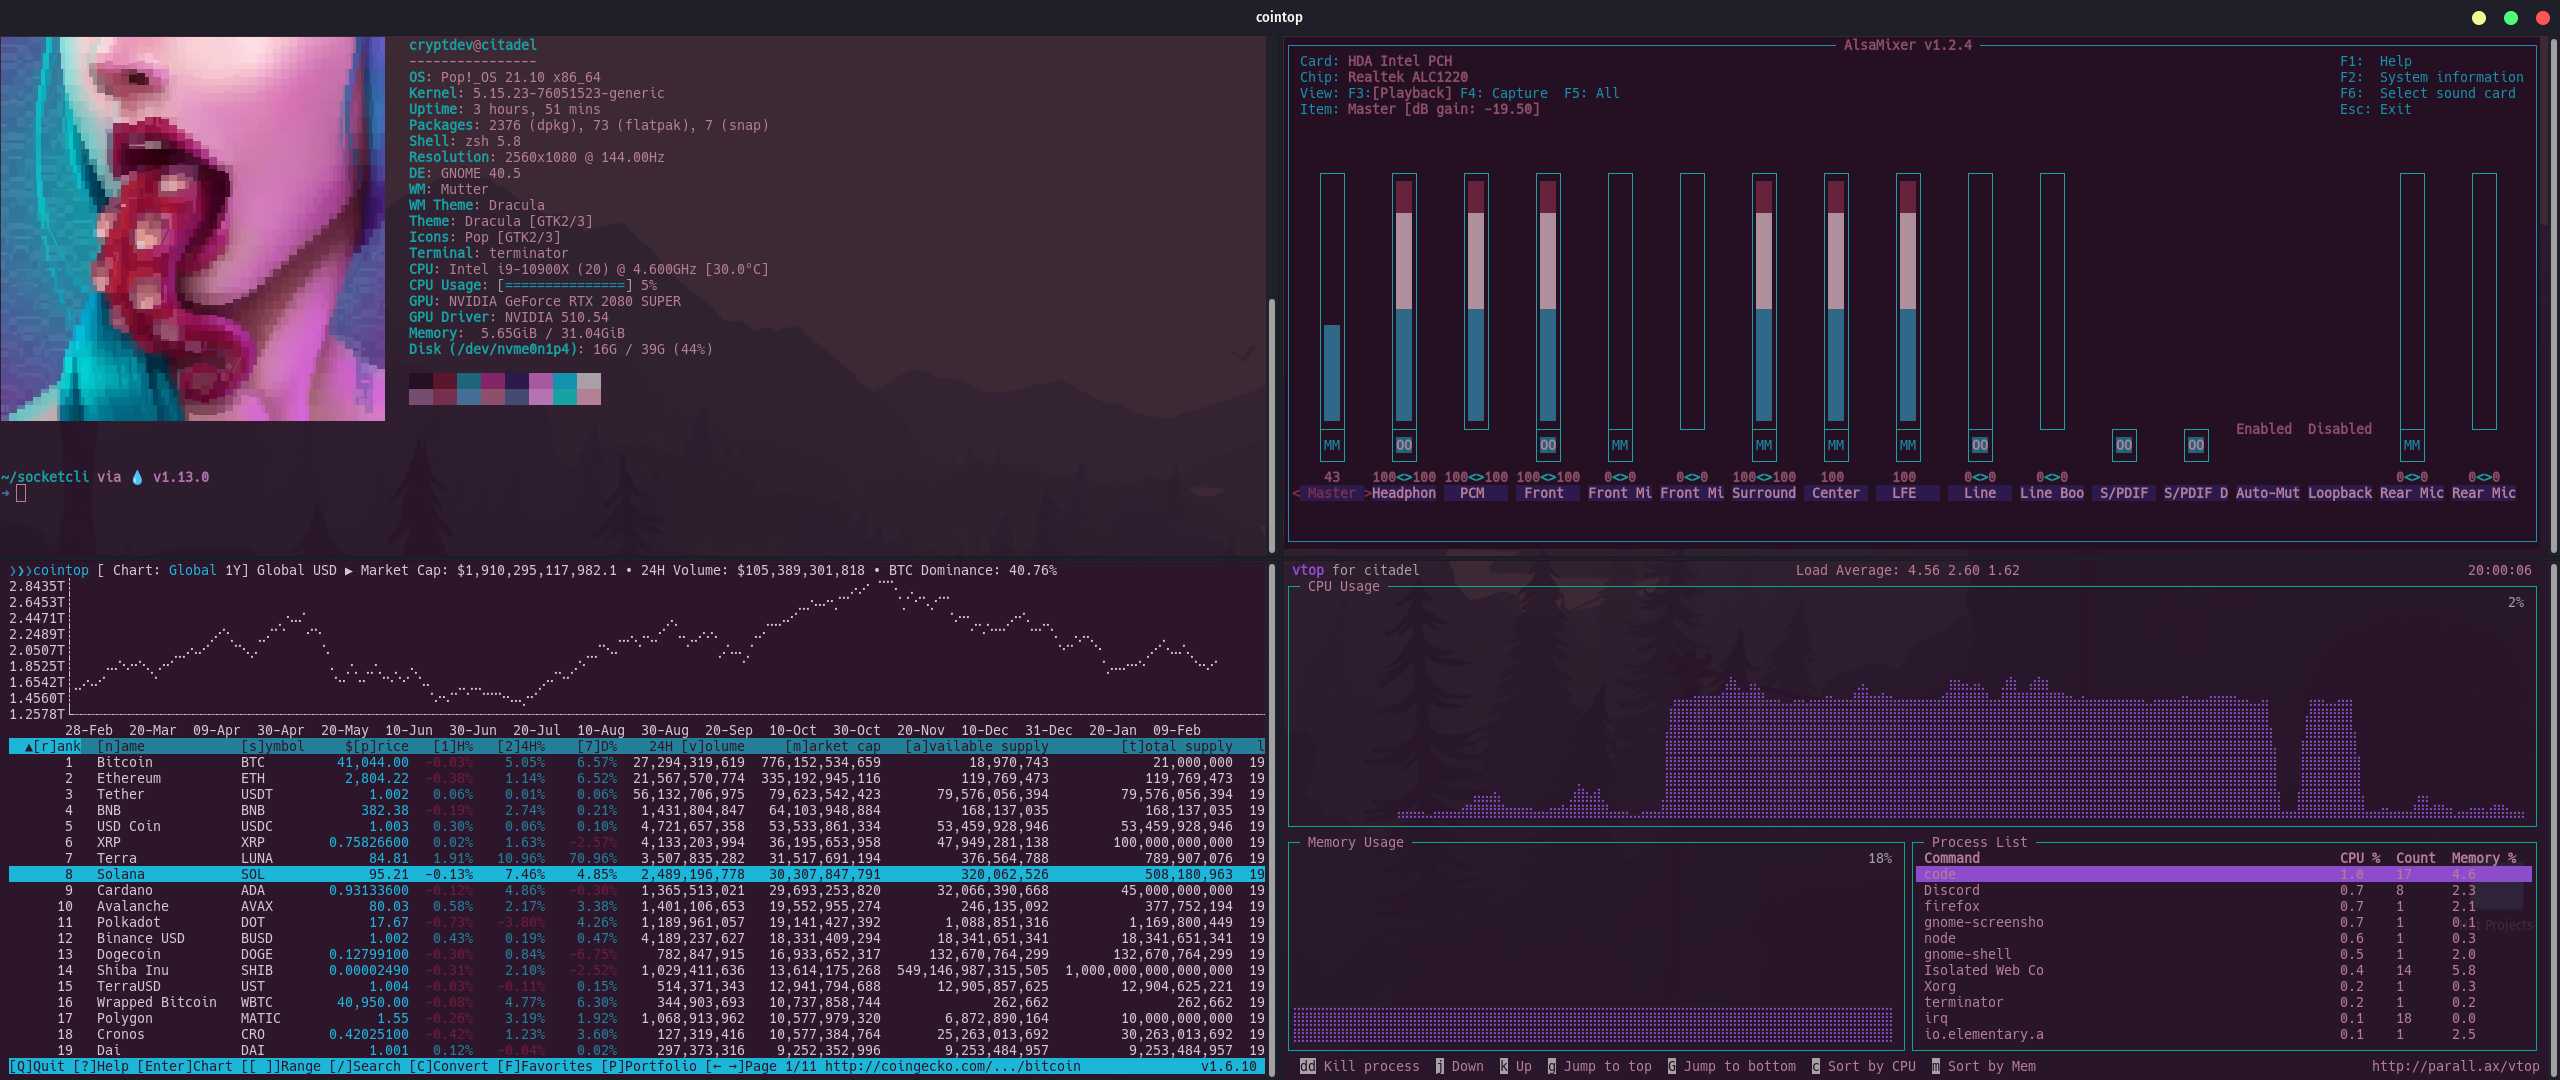 cointop
cryptdev@citadel
----------------
OS: Pop!_OS 21.10 x86_64
Kernel: 5.15.23-76051523-generic
Uptime: 3 hours, 51 mins
Packages: 2376 (dpkg), 73 (flatpak), 7 (snap)
Shell: zsh 5.8
Resolution: 2560x1080 @ 144.00Hz
DE: GNOME 40.5
WM: Mutter
WM Theme: Dracula
Theme: Dracula [GTK2/3]
Icons: Pop [GTK2/3]
Terminal: terminator
CPU: Intel i9-10900X (20) @ 4.600GHz [30.0°C]
CPU Usage: [===============] 5%
GPU: NVIDIA GeForce RTX 2080 SUPER
GPU Driver: NVIDIA 510.54
Memory: 5.65GiB / 31.04GiB
Disk (/dev/nvme0n1p4): 16G / 39G (44%)
~/socketcli via 💧 v1.13.0
➜
AlsaMixer v1.2.4
Card: HDA Intel PCH F1: Help
Chip: Realtek ALC1220 F2: System information
View: F3:[Playback] F4: Capture F5: All F6: Select sound card
Item: Master [dB gain: -19.50] Esc: Exit
Enabled Disabled
MM OO OO MM MM MM MM OO OO OO MM
43 100<>100 100<>100 100<>100 0<>0 0<>0 100<>100 100 100 0<>0 0<>0 0<>0 0<>0
< Master >Headphon PCM Front Front Mi Front Mi Surround Center LFE Line Line Boo S/PDIF S/PDIF D Auto-Mut Loopback Rear Mic Rear Mic
❯❯❯cointop [ Chart: Global 1Y] Global USD ▶ Market Cap: $1,910,295,117,982.1 • 24H Volume: $105,389,301,818 • BTC Dominance: 40.76%
2.8435T
2.6453T
2.4471T
2.2489T
2.0507T
1.8525T
1.6542T
1.4560T
1.2578T
28-Feb 20-Mar 09-Apr 30-Apr 20-May 10-Jun 30-Jun 20-Jul 10-Aug 30-Aug 20-Sep 10-Oct 30-Oct 20-Nov 10-Dec 31-Dec 20-Jan 09-Feb
▲[r]ank [n]ame [s]ymbol $[p]rice [1]H% [2]4H% [7]D% 24H [v]olume [m]arket cap [a]vailable supply [t]otal supply l
1 Bitcoin BTC 41,044.00 -0.03% 5.05% 6.57% 27,294,319,619 776,152,534,659 18,970,743 21,000,000 19
2 Ethereum ETH 2,804.22 -0.38% 1.14% 6.52% 21,567,570,774 335,192,945,116 119,769,473 119,769,473 19
3 Tether USDT 1.002 0.06% 0.01% 0.06% 56,132,706,975 79,623,542,423 79,576,056,394 79,576,056,394 19
4 BNB BNB 382.38 -0.19% 2.74% 0.21% 1,431,804,847 64,103,948,884 168,137,035 168,137,035 19
5 USD Coin USDC 1.003 0.30% 0.06% 0.10% 4,721,657,358 53,533,861,334 53,459,928,946 53,459,928,946 19
6 XRP XRP 0.75826600 0.02% 1.63% -2.57% 4,133,203,994 36,195,653,958 47,949,281,138 100,000,000,000 19
7 Terra LUNA 84.81 1.91% 10.96% 70.96% 3,507,835,282 31,517,691,194 376,564,788 789,907,076 19
8 Solana SOL 95.21 -0.13% 7.46% 4.85% 2,489,196,778 30,307,847,791 320,062,526 508,180,963 19
9 Cardano ADA 0.93133600 -0.12% 4.86% -0.30% 1,365,513,021 29,693,253,820 32,066,390,668 45,000,000,000 19
10 Avalanche AVAX 80.03 0.58% 2.17% 3.38% 1,401,106,653 19,552,955,274 246,135,092 377,752,194 19
11 Polkadot DOT 17.67 -0.73% -3.80% 4.26% 1,189,961,057 19,141,427,392 1,088,851,316 1,169,800,449 19
12 Binance USD BUSD 1.002 0.43% 0.19% 0.47% 4,189,237,627 18,331,409,294 18,341,651,341 18,341,651,341 19
13 Dogecoin DOGE 0.12799100 -0.30% 0.84% -6.75% 782,847,915 16,933,652,317 132,670,764,299 132,670,764,299 19
14 Shiba Inu SHIB 0.00002490 -0.31% 2.10% -2.52% 1,029,411,636 13,614,175,268 549,146,987,315,505 1,000,000,000,000,000 19
15 TerraUSD UST 1.004 -0.03% -0.11% 0.15% 514,371,343 12,941,794,688 12,905,857,625 12,904,625,221 19
16 Wrapped Bitcoin WBTC 40,950.00 -0.08% 4.77% 6.30% 344,903,693 10,737,858,744 262,662 262,662 19
17 Polygon MATIC 1.55 -0.26% 3.19% 1.92% 1,068,913,962 10,577,979,320 6,872,890,164 10,000,000,000 19
18 Cronos CRO 0.42025100 -0.42% 1.23% 3.60% 127,319,416 10,577,384,764 25,263,013,692 30,263,013,692 19
19 Dai DAI 1.001 0.12% -0.04% 0.02% 297,373,316 9,252,352,996 9,253,484,957 9,253,484,957 19
[Q]Quit [?]Help [Enter]Chart [[ ]]Range [/]Search [C]Convert [F]Favorites [P]Portfolio [← →]Page 1/11 http://coingecko.com/.../bitcoin v1.6.10
vtop for citadel Load Average: 4.56 2.60 1.62 20:00:06
CPU Usage
2%
Memory Usage
18%
Process List
Command CPU % Count Memory %
code 1.0 17 4.6
Discord 0.7 8 2.3
firefox 0.7 1 2.1
gnome-screensho 0.7 1 0.1
node 0.6 1 0.3
gnome-shell 0.5 1 2.0
Isolated Web Co 0.4 14 5.8
Xorg 0.2 1 0.3
terminator 0.2 1 0.2
irq 0.1 18 0.0
io.elementary.a 0.1 1 2.5
Projects
dd Kill process j Down k Up g Jump to top G Jump to bottom c Sort by CPU m Sort by Mem http://parall.ax/vtop